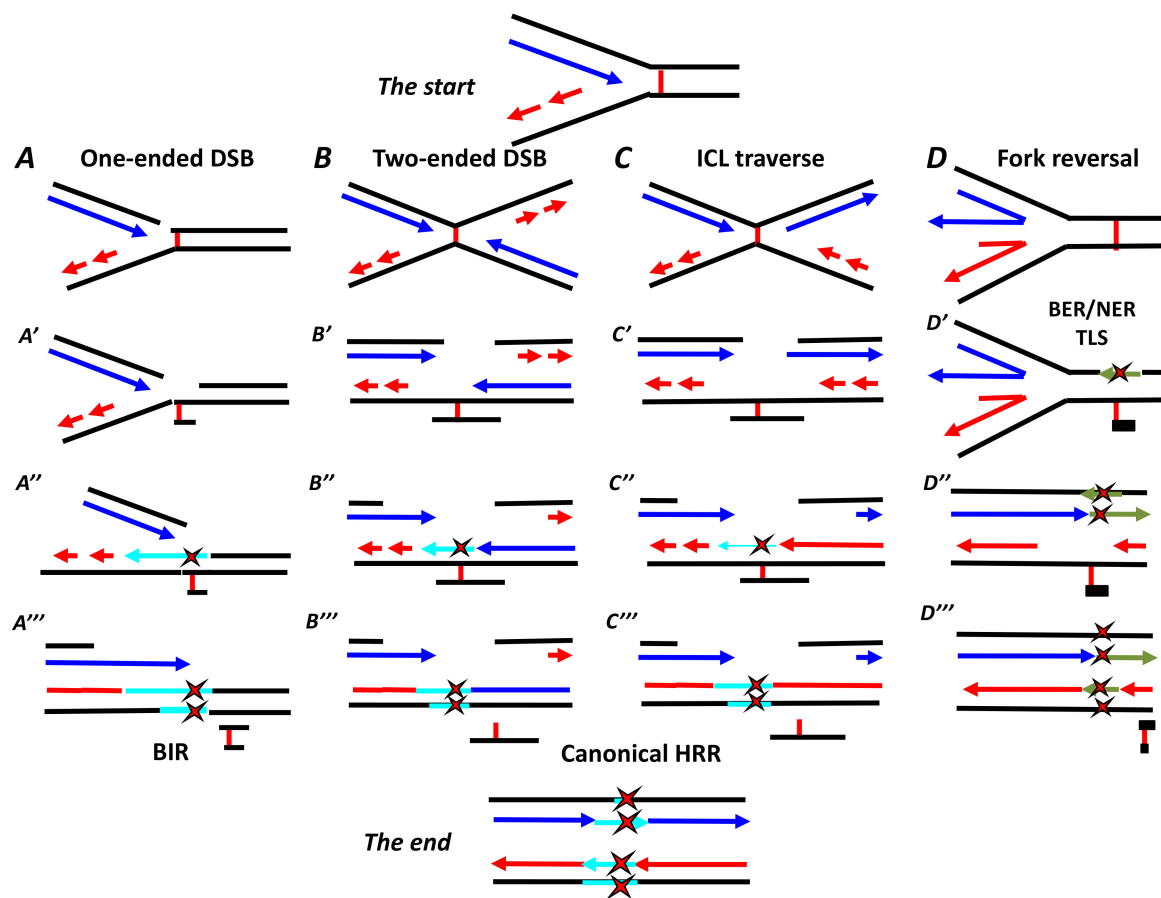 The start
A One-ended DSB
B Two-ended DSB
C ICL traverse
D Fork reversal
A'
B'
C'
D'
BER/NER
TLS
A''
B''
C''
D''
A'''
B'''
C'''
D'''
BIR
Canonical HRR
The end